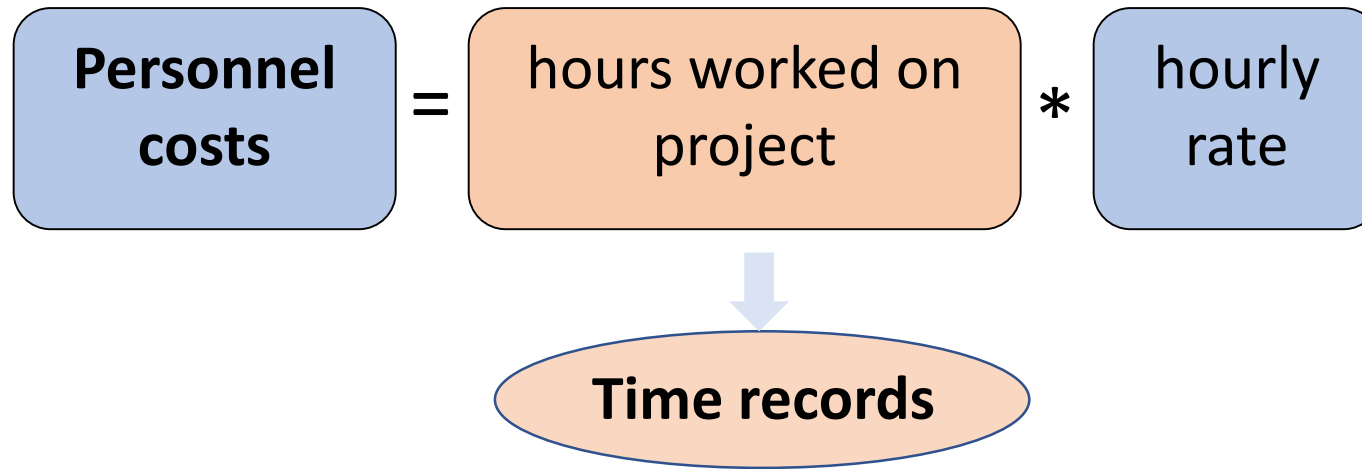 Personnel
costs
=
hours worked on
project
*
hourly
rate
Time records